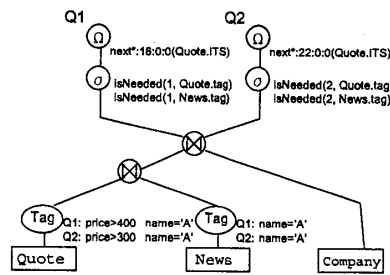 Q1 Q2
Ω Ω
next*:18:0:0(Quote.ITS) next*:22:0:0(Quote.ITS)
σ σ
isNeeded(1, Quote.tag) isNeeded(2, Quote.tag)
isNeeded(1, News.tag) isNeeded(2, News.tag)
Tag Tag
Q1: price>400 name='A' Q1: name='A'
Q2: price>300 name='A' Q2: name='A'
Quote News Company